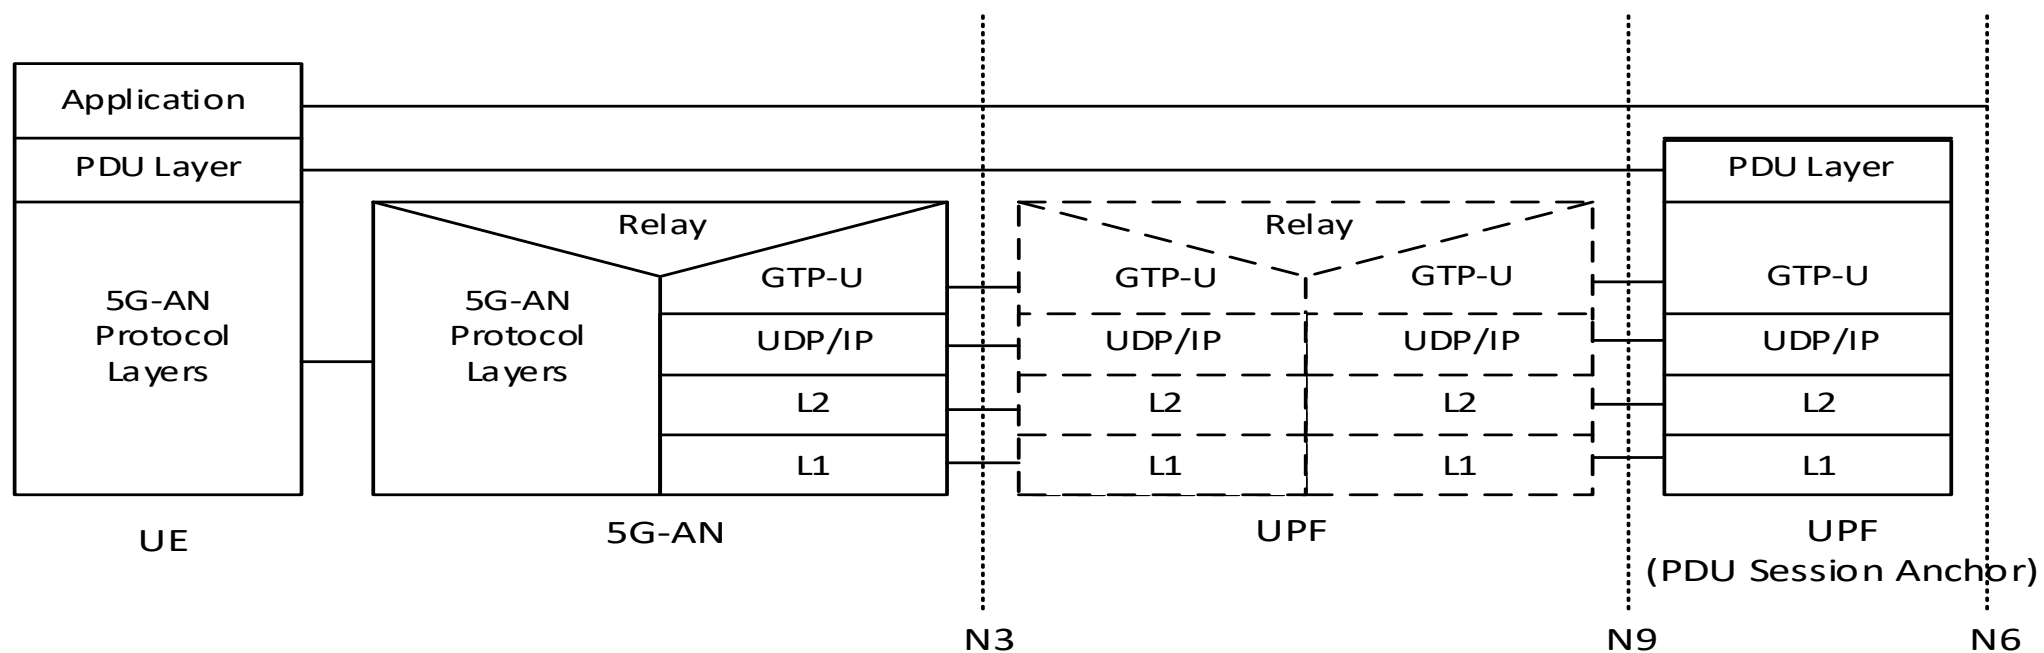 Application
PDU Layer
5G-AN
Protocol
Layers
UE
Relay
5G-AN
Protocol
Layers
GTP-U
UDP/IP
L2
L1
5G-AN
N3
Relay
GTP-U
UDP/IP
L2
L1
GTP-U
UDP/IP
L2
L1
UPF
N9
PDU Layer
GTP-U
UDP/IP
L2
L1
UPF
(PDU Session Anchor)
N6